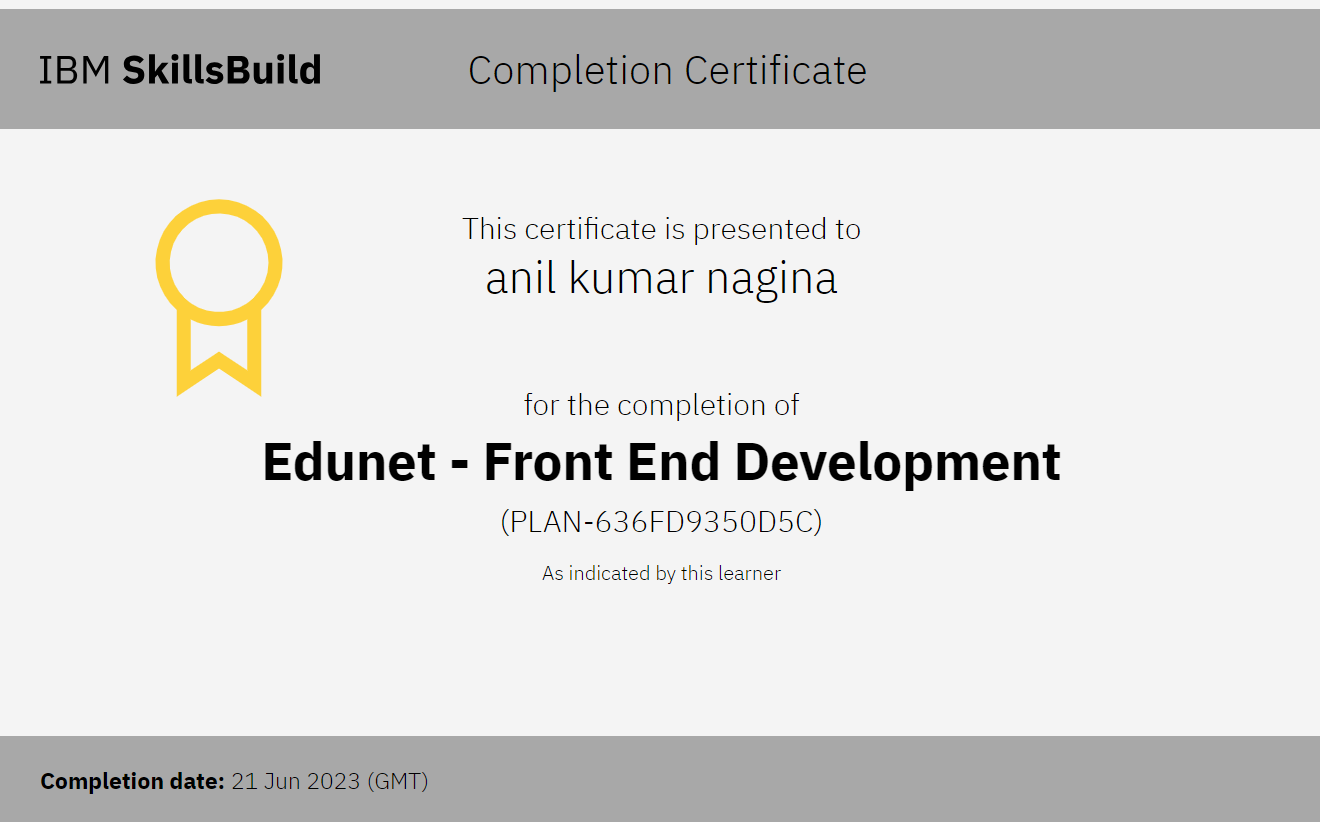 IBM SkillsBuild
Completion Certificate
This certificate is presented to
anil kumar nagina
for the completion of
Edunet - Front End Development
(PLAN-636FD9350D5C)
As indicated by this learner
Completion date: 21 Jun 2023 (GMT)